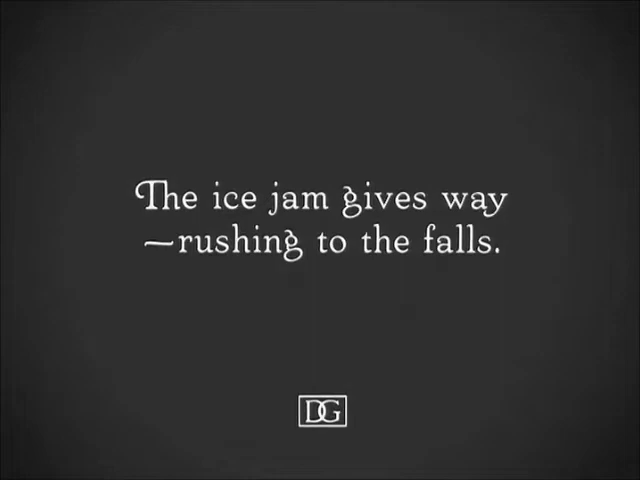 The ice jam gives way
—rushing to the falls.
DG